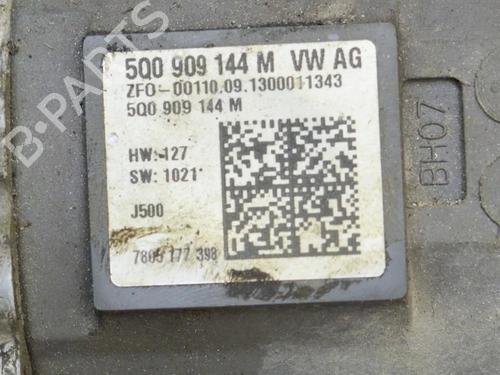 5Q0 909 144 M VW AG
ZFO-00110.09.1300011343
5Q0 909 144 M
HW: 127
SW: 1021
J500
7805 177 398
BH07
B-PARTS